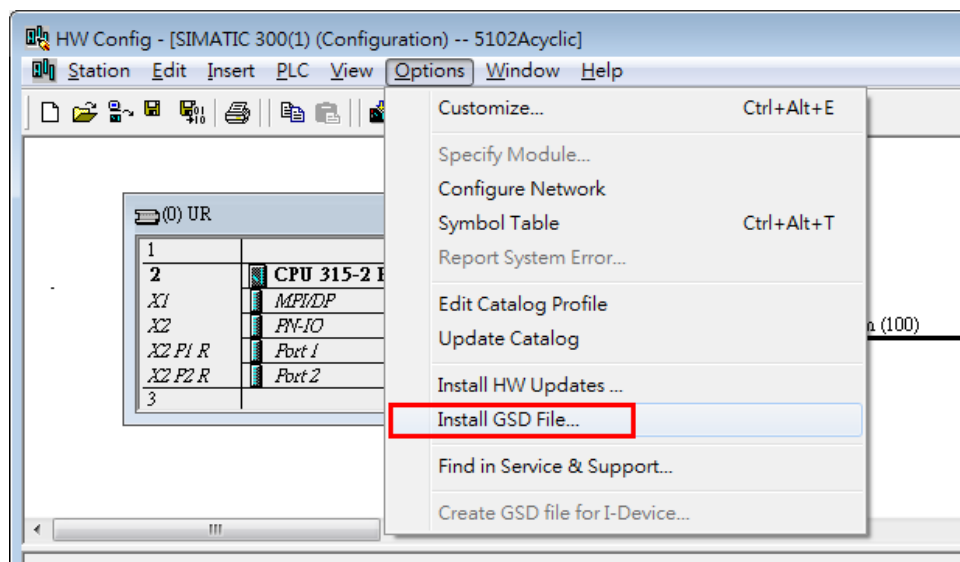 HW Config - [SIMATIC 300(1) (Configuration) -- 5102Acyclic]
Station Edit Insert PLC View Options Window Help
Customize... Ctrl+Alt+E
Specify Module...
Configure Network
Symbol Table Ctrl+Alt+T
Report System Error...
Edit Catalog Profile
Update Catalog
Install HW Updates ...
Install GSD File...
Find in Service & Support...
Create GSD file for I-Device...
(0) UR
1
2 CPU 315-2
X1 MPI/DP
X2 PN-IO
X2 P1 R Port 1
X2 P2 R Port 2
3
(100)